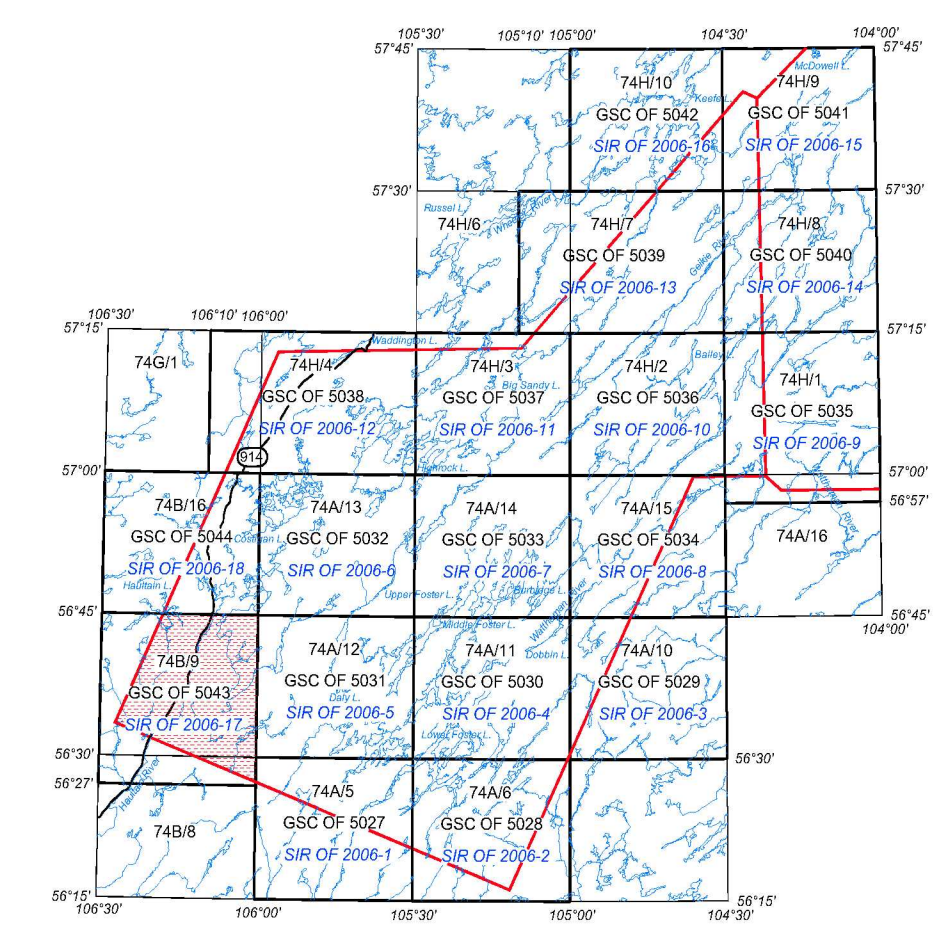 105°30'
105°10'
105°00'
104°30'
104°00'
57°45'
57°45'
McDowell L.
74H/10
74H/9
Keefe L.
GSC OF 5042
GSC OF 5041
SIR OF 2006-16
SIR OF 2006-15
57°30'
57°30'
Russel L.
74H/6
74H/7
74H/8
GSC OF 5039
GSC OF 5040
Geikie River
SIR OF 2006-13
SIR OF 2006-14
106°30'
106°10'
106°00'
57°15'
57°15'
Waddington L.
74G/1
74H/4
74H/3
74H/2
Bailey L.
74H/1
Big Sandy L.
GSC OF 5038
GSC OF 5037
GSC OF 5036
GSC OF 5035
SIR OF 2006-12
SIR OF 2006-11
SIR OF 2006-10
SIR OF 2006-9
914
Highrock L.
57°00'
57°00'
56°57'
74B/16
74A/13
74A/14
74A/15
74A/16
GSC OF 5044
Costigan L.
GSC OF 5032
GSC OF 5033
GSC OF 5034
SIR OF 2006-18
SIR OF 2006-6
SIR OF 2006-7
SIR OF 2006-8
Haultain L.
Upper Foster L.
Burbidge L.
56°45'
56°45'
104°00'
Middle Foster L.
74B/9
74A/12
74A/11
Dobbin L.
74A/10
GSC OF 5043
GSC OF 5031
GSC OF 5030
GSC OF 5029
Daly L.
SIR OF 2006-17
SIR OF 2006-5
SIR OF 2006-4
SIR OF 2006-3
Lower Foster L.
56°30'
56°30'
56°27'
Haultain River
74A/5
74A/6
74B/8
GSC OF 5027
GSC OF 5028
SIR OF 2006-1
SIR OF 2006-2
56°15'
56°15'
106°30'
106°00'
105°30'
105°00'
104°30'